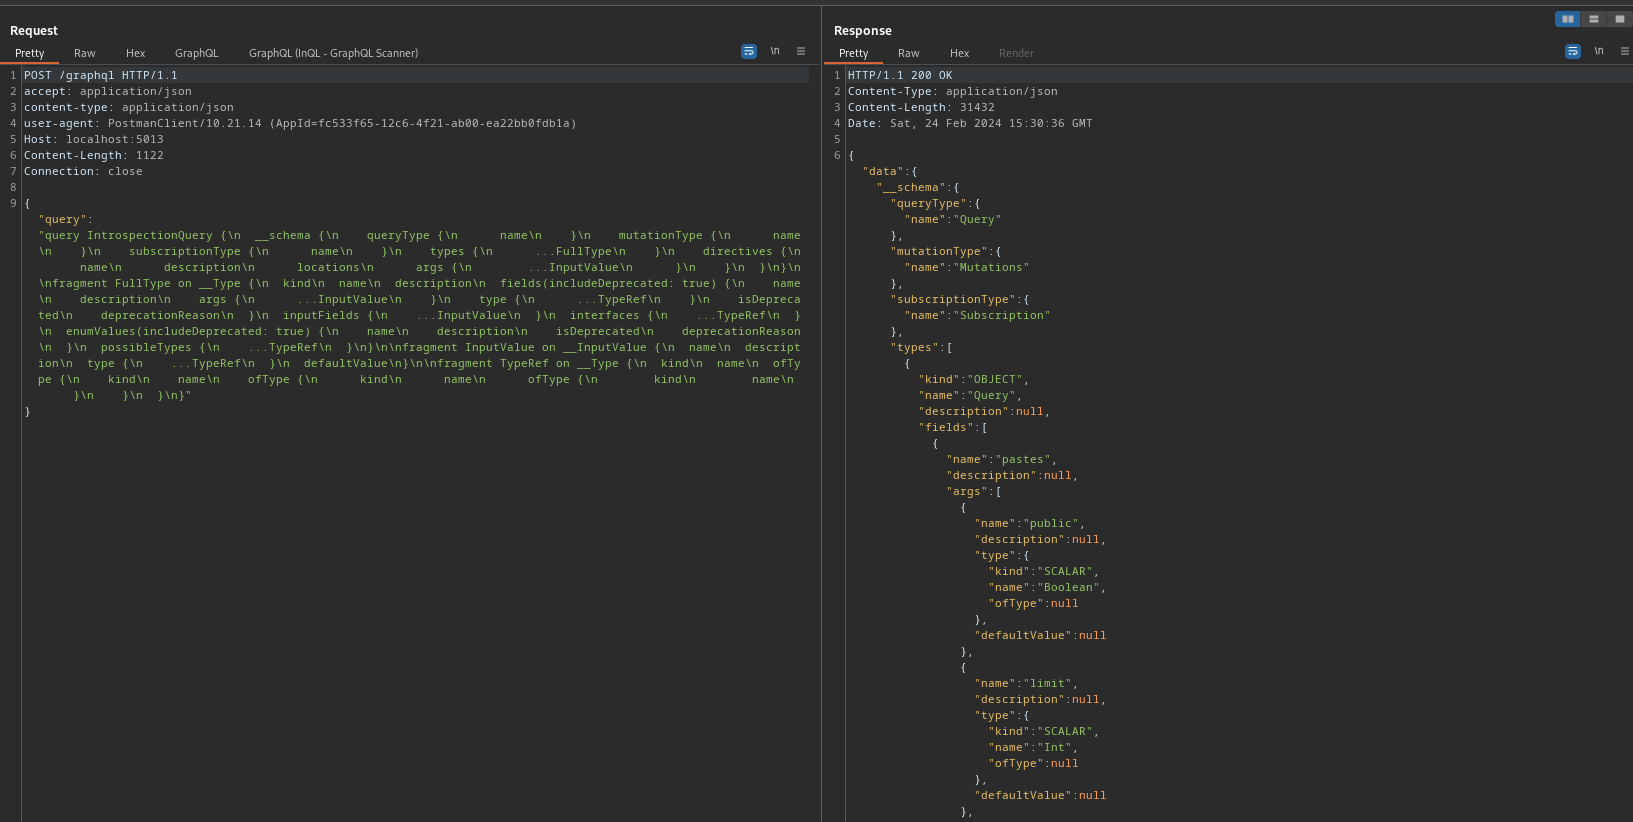 Request
Pretty Raw Hex GraphQL GraphQL (InQL - GraphQL Scanner) \n
1 POST /graphql HTTP/1.1
2 accept: application/json
3 content-type: application/json
4 user-agent: PostmanClient/10.21.14 (AppId=fc533f65-12c6-4f21-ab00-ea22bb0fdb1a)
5 Host: localhost:5013
6 Content-Length: 1122
7 Connection: close
8
9 {
"query":
"query IntrospectionQuery {\n  __schema {\n    queryType {\n      name\n    }\n    mutationType {\n      name
\n    }\n    subscriptionType {\n      name\n    }\n    types {\n      ...FullType\n    }\n    directives {\n
      name\n      description\n      locations\n      args {\n        ...InputValue\n      }\n    }\n  }\n}\n
\nfragment FullType on __Type {\n  kind\n  name\n  description\n  fields(includeDeprecated: true) {\n    name
\n    description\n    args {\n      ...InputValue\n    }\n    type {\n      ...TypeRef\n    }\n    isDepreca
ted\n    deprecationReason\n  }\n  inputFields {\n    ...InputValue\n  }\n  interfaces {\n    ...TypeRef\n  }
\n  enumValues(includeDeprecated: true) {\n    name\n    description\n    isDeprecated\n    deprecationReason
\n  }\n  possibleTypes {\n    ...TypeRef\n  }\n}\n\nfragment InputValue on __InputValue {\n  name\n  descript
ion\n  type {\n    ...TypeRef\n  }\n  defaultValue\n}\n\nfragment TypeRef on __Type {\n  kind\n  name\n  ofTy
pe {\n    kind\n    name\n    ofType {\n      kind\n      name\n      ofType {\n        kind\n        name\n
      }\n    }\n  }\n}"
}
Response
Pretty Raw Hex Render \n
1 HTTP/1.1 200 OK
2 Content-Type: application/json
3 Content-Length: 31432
4 Date: Sat, 24 Feb 2024 15:30:36 GMT
5
6 {
"data":{
"__schema":{
"queryType":{
"name":"Query"
},
"mutationType":{
"name":"Mutations"
},
"subscriptionType":{
"name":"Subscription"
},
"types":[
{
"kind":"OBJECT",
"name":"Query",
"description":null,
"fields":[
{
"name":"pastes",
"description":null,
"args":[
{
"name":"public",
"description":null,
"type":{
"kind":"SCALAR",
"name":"Boolean",
"ofType":null
},
"defaultValue":null
},
{
"name":"limit",
"description":null,
"type":{
"kind":"SCALAR",
"name":"Int",
"ofType":null
},
"defaultValue":null
},